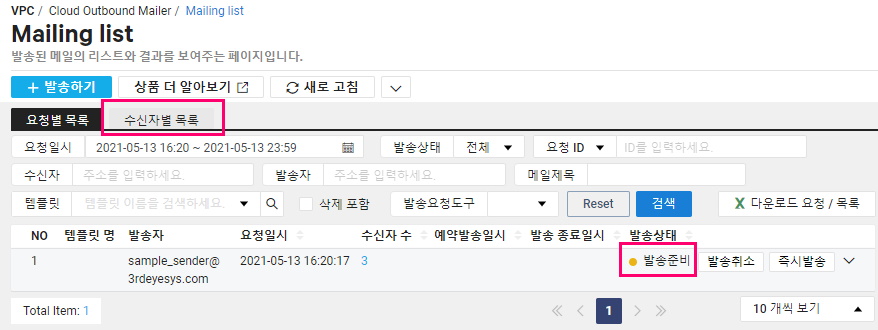 VPC / Cloud Outbound Mailer / Mailing list
Mailing list
발송된 메일의 리스트와 결과를 보여주는 페이지입니다.
+ 발송하기 상품 더 알아보기 새로 고침
요청별 목록 수신자별 목록
요청일시 2021-05-13 16:20 ~ 2021-05-13 23:59 발송상태 전체 요청 ID ID를 입력하세요.
수신자 주소를 입력하세요. 발송자 주소를 입력하세요. 메일제목
템플릿 템플릿 이름을 검색하세요. 삭제 포함 발송요청도구 Reset 검색 X 다운로드 요청 / 목록
NO 템플릿 명 발송자 요청일시 수신자 수 예약발송일시 발송 종료일시 발송상태
1 sample_sender@ 2021-05-13 16:20:17 3 발송준비 발송취소 즉시발송
3rdeyesys.com
Total Item: 1 1 10 개씩 보기